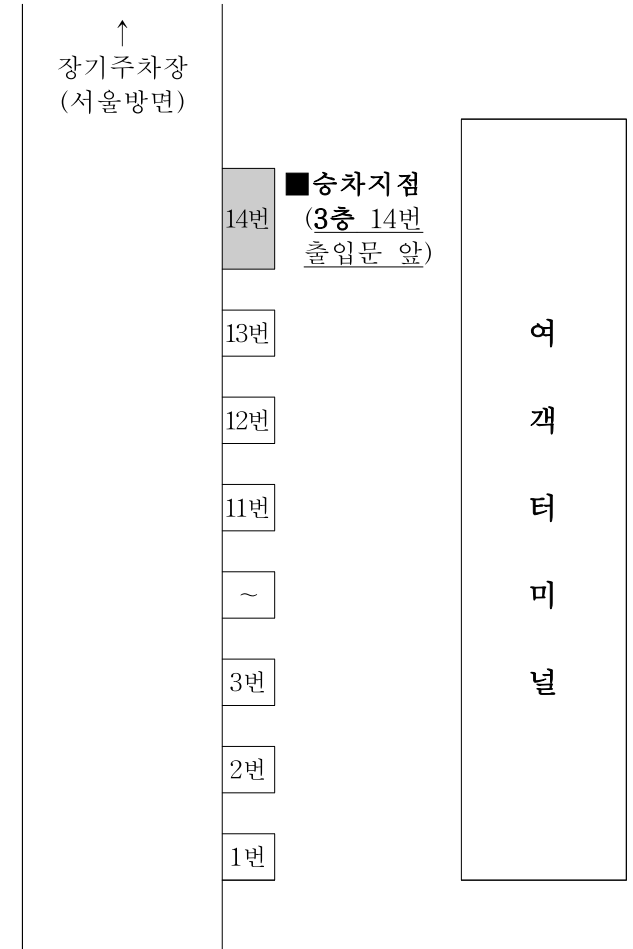 ↑
장기주차장
(서울방면)
■승차지점
(3층 14번
출입문 앞)
14번
13번
12번
11번
~
3번
2번
1번
여
객
터
미
널